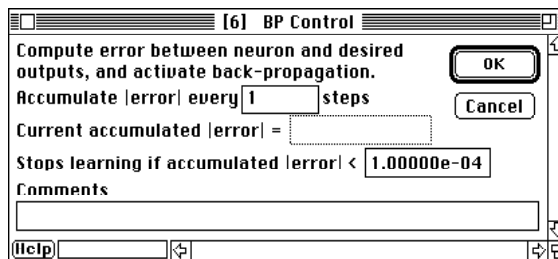 [6] BP Control
Compute error between neuron and desired
outputs, and activate back-propagation.
OK
Accumulate |error| every 1 steps
Cancel
Current accumulated |error| =
Stops learning if accumulated |error| < 1.00000e-04
Comments
Help